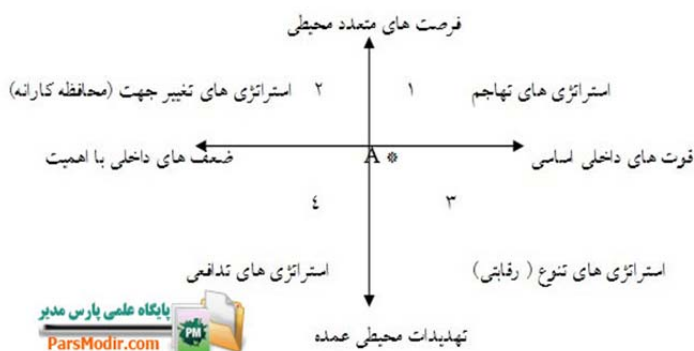 فرصت های متعدد محیطی
استراتژی های تهاجم
۱
۲
استراتژی های تغییر جهت (محافظه کارانه)
قوت های داخلی اساسی
A
ضعف های داخلی با اهمیت
۳
٤
استراتژی های تنوع ( رقابتی)
استراتژی های تدافعی
تهدیدات محیطی عمده
پایگاه علمی پارس مدیر
PM
ParsModir.com